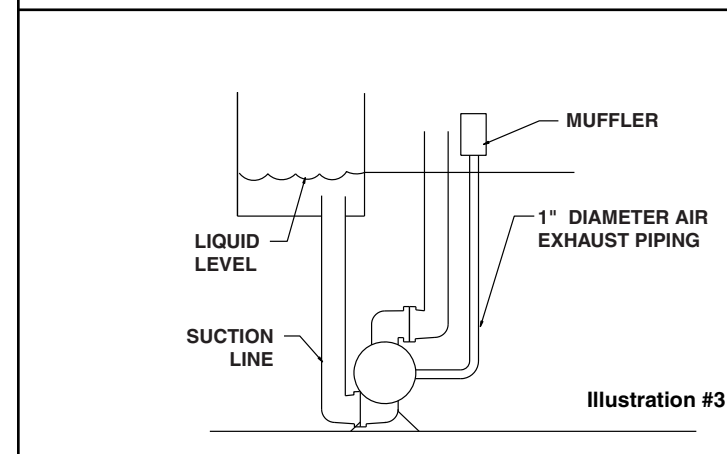 MUFFLER
1" DIAMETER AIR
EXHAUST PIPING
LIQUID
LEVEL
SUCTION
LINE
Illustration #3